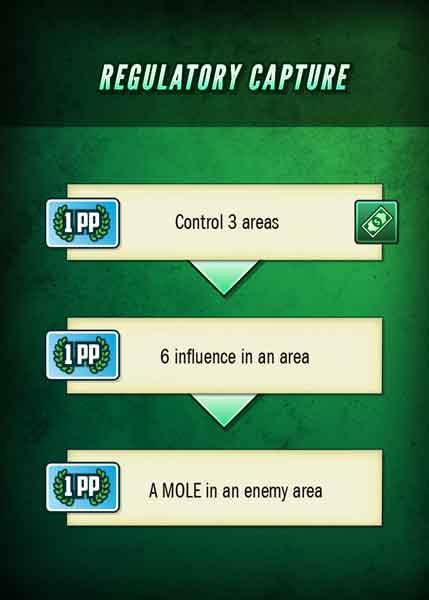 REGULATORY CAPTURE
1 PP
Control 3 areas
$
1 PP
6 influence in an area
1 PP
A MOLE in an enemy area